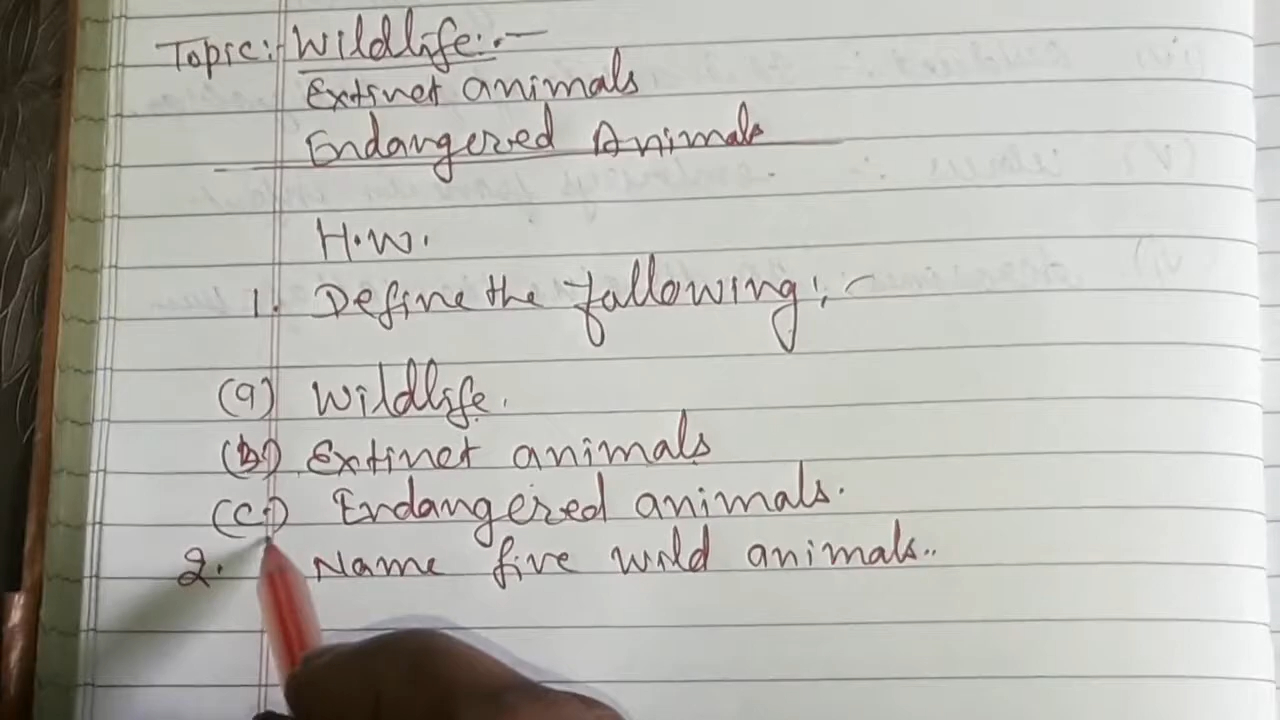 Topic:- Wildlife:-
Extinct animals
Endangered Animals
H.W.
1. Define the following:-
(a) Wildlife.
(b) Extinct animals
(c) Endangered animals.
2. Name five wild animals..